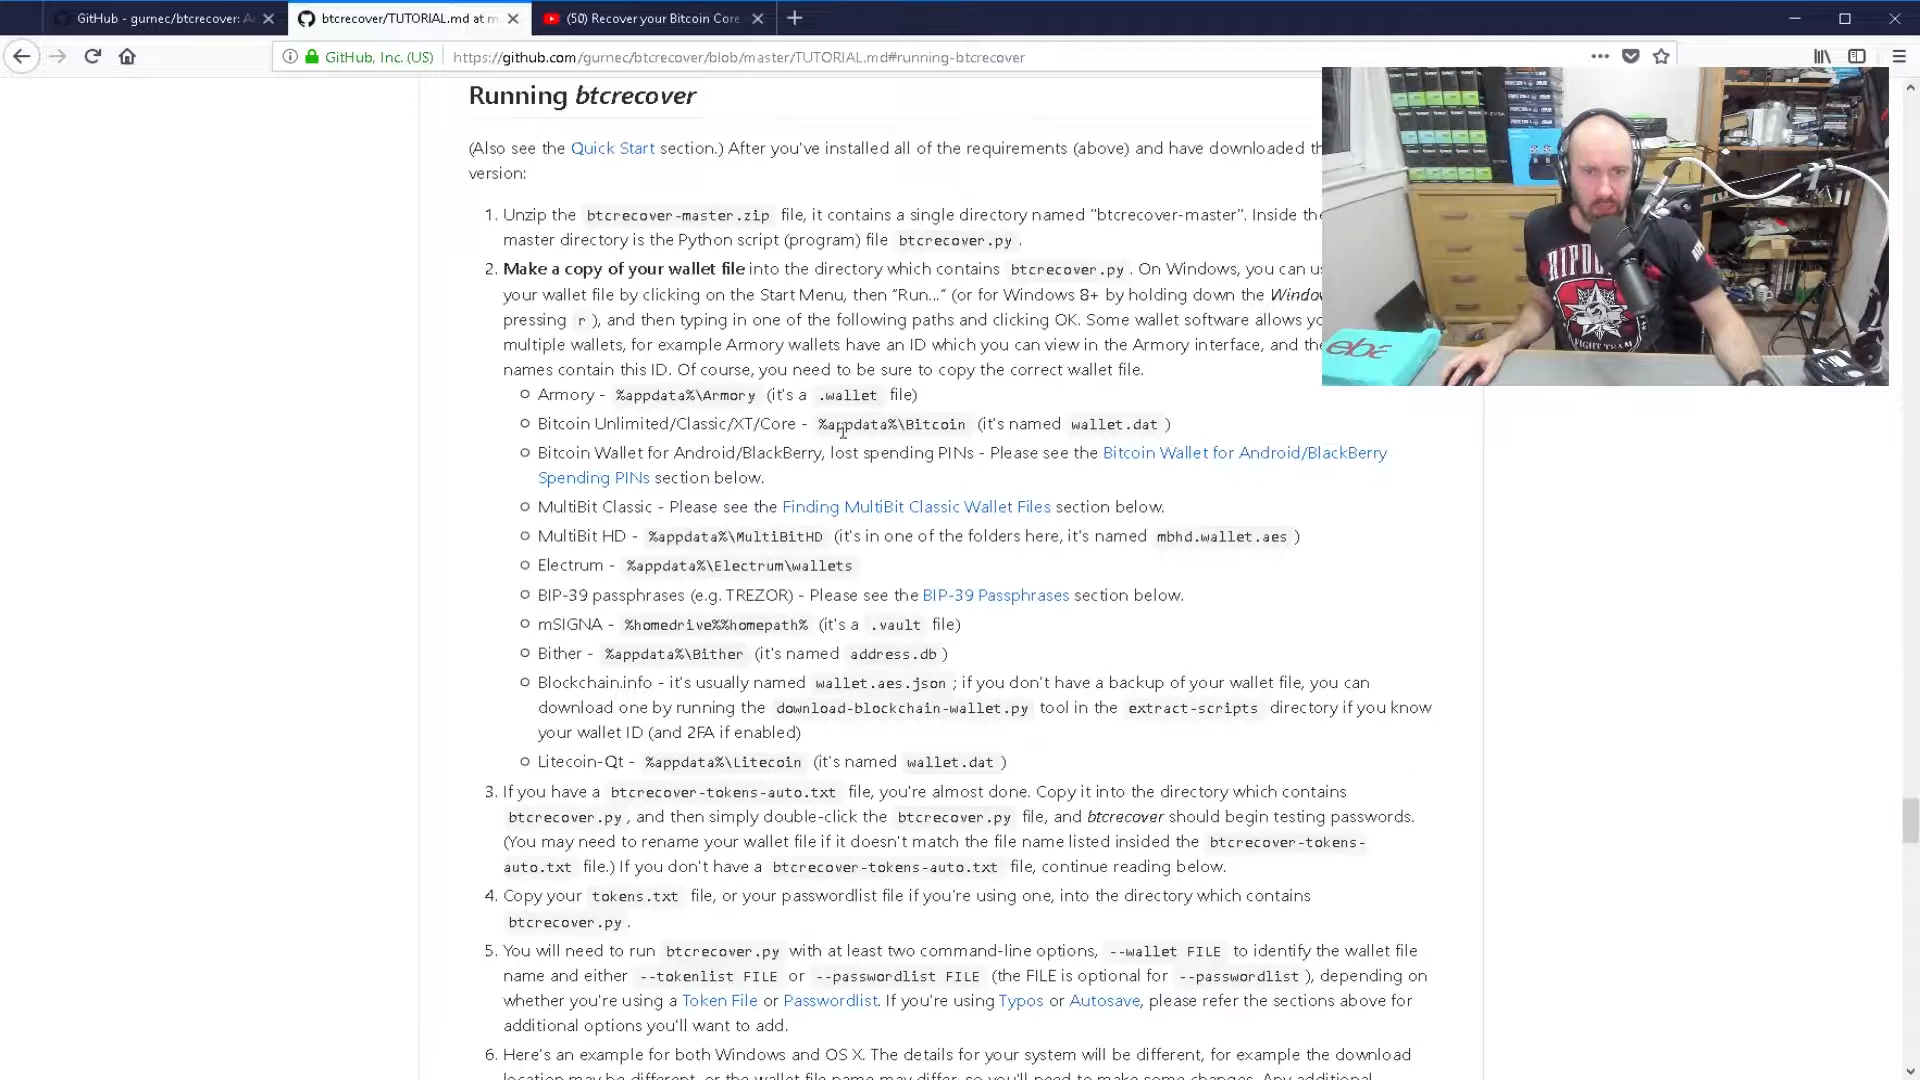 GitHub - gurnec/btcrecover: A
btcrecover/TUTORIAL.md at m
(50) Recover your Bitcoin Core
GitHub, Inc. (US)
https://github.com/gurnec/btcrecover/blob/master/TUTORIAL.md#running-btcrecover
Running btcrecover
(Also see the Quick Start section.) After you've installed all of the requirements (above) and have downloaded th
version:
1. Unzip the btcrecover-master.zip file, it contains a single directory named "btcrecover-master". Inside the
master directory is the Python script (program) file btcrecover.py .
2. Make a copy of your wallet file into the directory which contains btcrecover.py . On Windows, you can us
your wallet file by clicking on the Start Menu, then "Run..." (or for Windows 8+ by holding down the Window
pressing r ), and then typing in one of the following paths and clicking OK. Some wallet software allows yo
multiple wallets, for example Armory wallets have an ID which you can view in the Armory interface, and the
names contain this ID. Of course, you need to be sure to copy the correct wallet file.
Armory - %appdata%\Armory (it's a .wallet file)
Bitcoin Unlimited/Classic/XT/Core - %appdata%\Bitcoin (it's named wallet.dat )
Bitcoin Wallet for Android/BlackBerry, lost spending PINs - Please see the Bitcoin Wallet for Android/BlackBerry
Spending PINs section below.
MultiBit Classic - Please see the Finding MultiBit Classic Wallet Files section below.
MultiBit HD - %appdata%\MultiBitHD (it's in one of the folders here, it's named mbhd.wallet.aes )
Electrum - %appdata%\Electrum\wallets
BIP-39 passphrases (e.g. TREZOR) - Please see the BIP-39 Passphrases section below.
mSIGNA - %homedrive%%homepath% (it's a .vault file)
Bither - %appdata%\Bither (it's named address.db )
Blockchain.info - it's usually named wallet.aes.json ; if you don't have a backup of your wallet file, you can
download one by running the download-blockchain-wallet.py tool in the extract-scripts directory if you know
your wallet ID (and 2FA if enabled)
Litecoin-Qt - %appdata%\Litecoin (it's named wallet.dat )
3. If you have a btcrecover-tokens-auto.txt file, you're almost done. Copy it into the directory which contains
btcrecover.py , and then simply double-click the btcrecover.py file, and btcrecover should begin testing passwords.
(You may need to rename your wallet file if it doesn't match the file name listed insided the btcrecover-tokens-
auto.txt file.) If you don't have a btcrecover-tokens-auto.txt file, continue reading below.
4. Copy your tokens.txt file, or your passwordlist file if you're using one, into the directory which contains
btcrecover.py .
5. You will need to run btcrecover.py with at least two command-line options, --wallet FILE to identify the wallet file
name and either --tokenlist FILE or --passwordlist FILE (the FILE is optional for --passwordlist ), depending on
whether you're using a Token File or Passwordlist. If you're using Typos or Autosave, please refer the sections above for
additional options you'll want to add.
6. Here's an example for both Windows and OS X. The details for your system will be different, for example the download
location may be different, or the wallet file name may differ, so you'll need to make some changes. Any additional
RIPDO
FIGHT TEAM